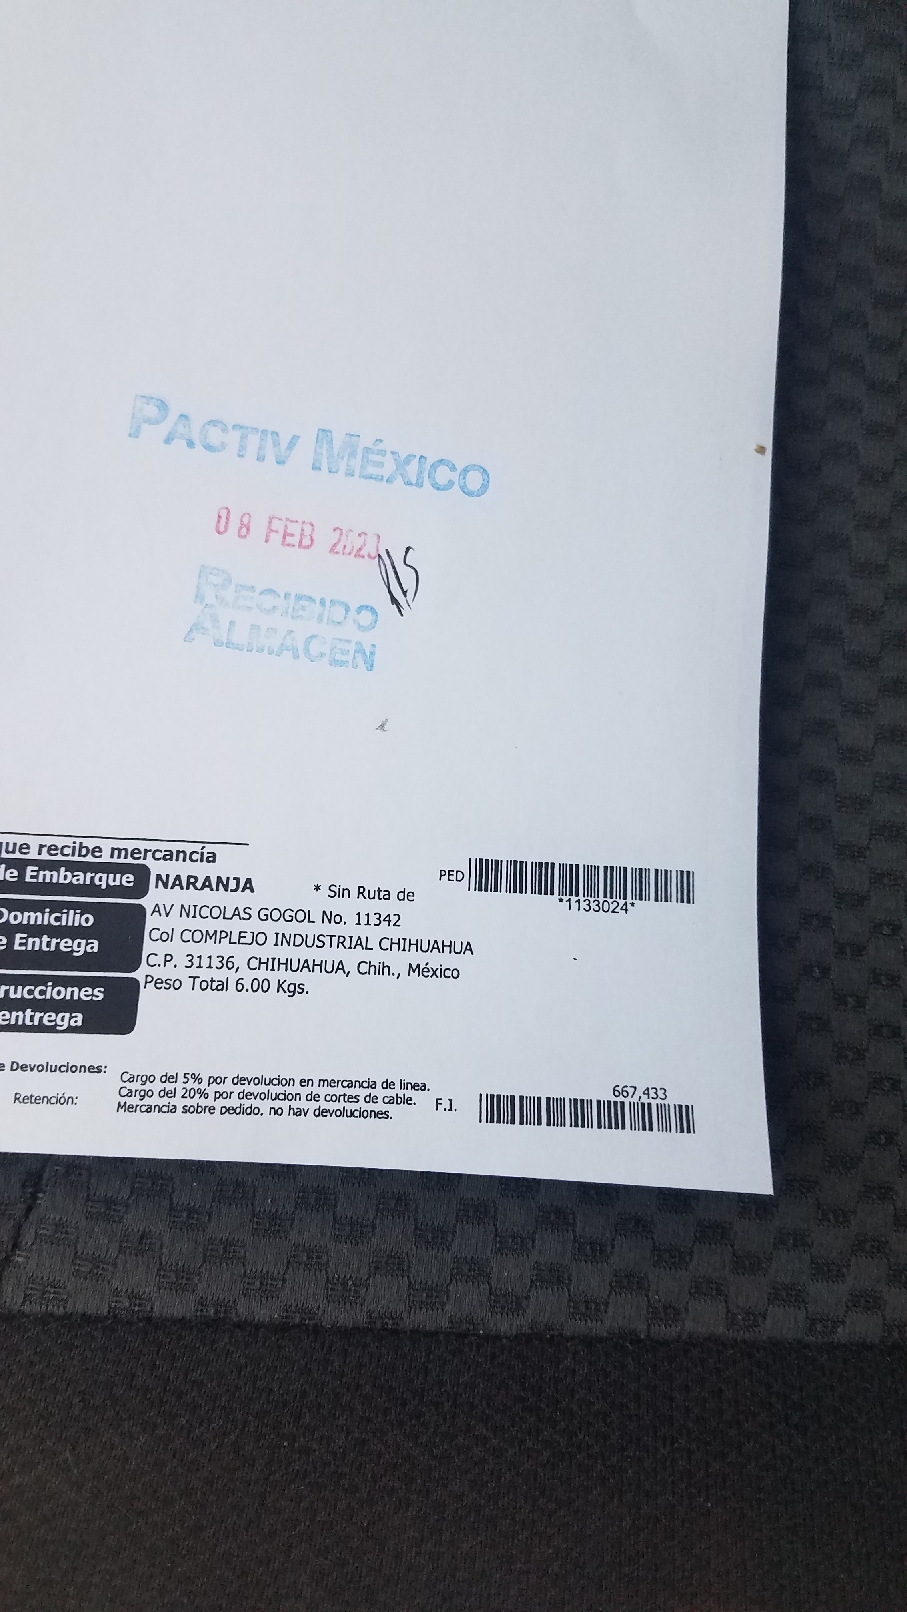 PACTIV MÉXICO
08 FEB 2023
RECIBIDO
ALMACEN
que recibe mercancía
de Embarque NARANJA * Sin Ruta de
PED
*1133024*
Domicilio
e Entrega
AV NICOLAS GOGOL No. 11342
Col COMPLEJO INDUSTRIAL CHIHUAHUA
C.P. 31136, CHIHUAHUA, Chih., México
rucciones
entrega
Peso Total 6.00 Kgs.
e Devoluciones:
Cargo del 5% por devolucion en mercancia de linea.
Cargo del 20% por devolucion de cortes de cable.
Retención:
Mercancia sobre pedido, no hay devoluciones.
F.I.
667,433